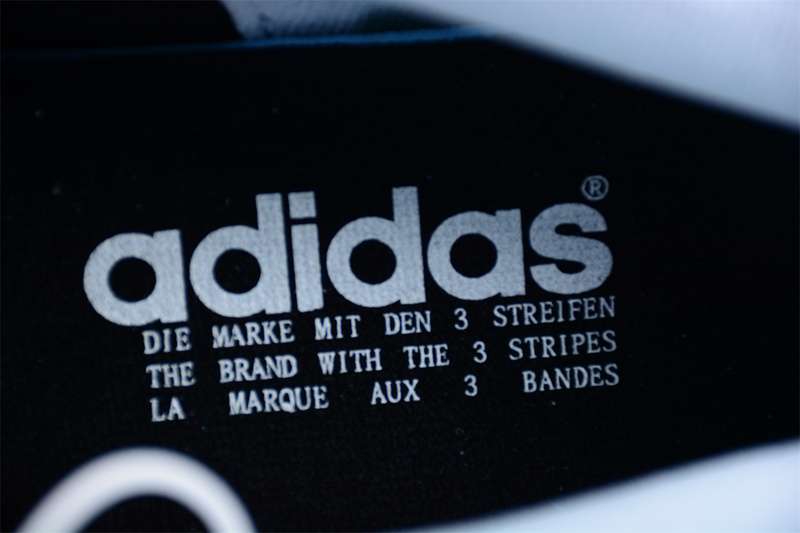 adidas®
DIE MARKE MIT DEN 3 STREIFEN
THE BRAND WITH THE 3 STRIPES
LA MARQUE AUX 3 BANDES